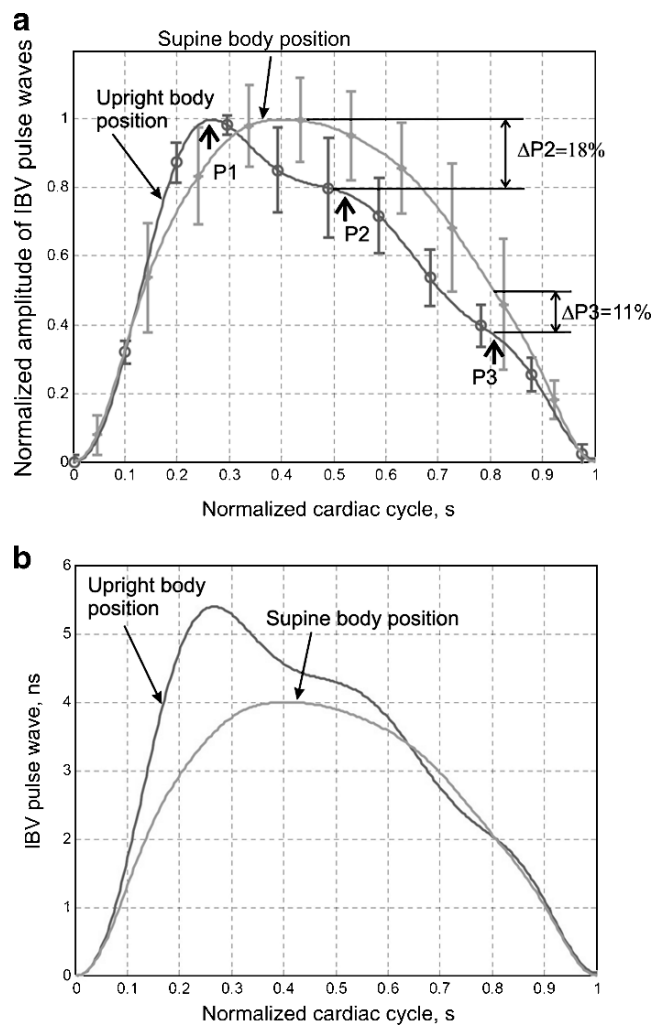 a
Supine body position
Upright body
position
Normalized amplitude of IBV pulse waves
1
0.8
0.6
0.4
0.2
0
P1
P2
P3
ΔP2=18%
ΔP3=11%
0 0.1 0.2 0.3 0.4 0.5 0.6 0.7 0.8 0.9 1
Normalized cardiac cycle, s
b
Upright body
position
Supine body position
IBV pulse wave, ns
6
5
4
3
2
1
0
0 0.1 0.2 0.3 0.4 0.5 0.6 0.7 0.8 0.9 1
Normalized cardiac cycle, s